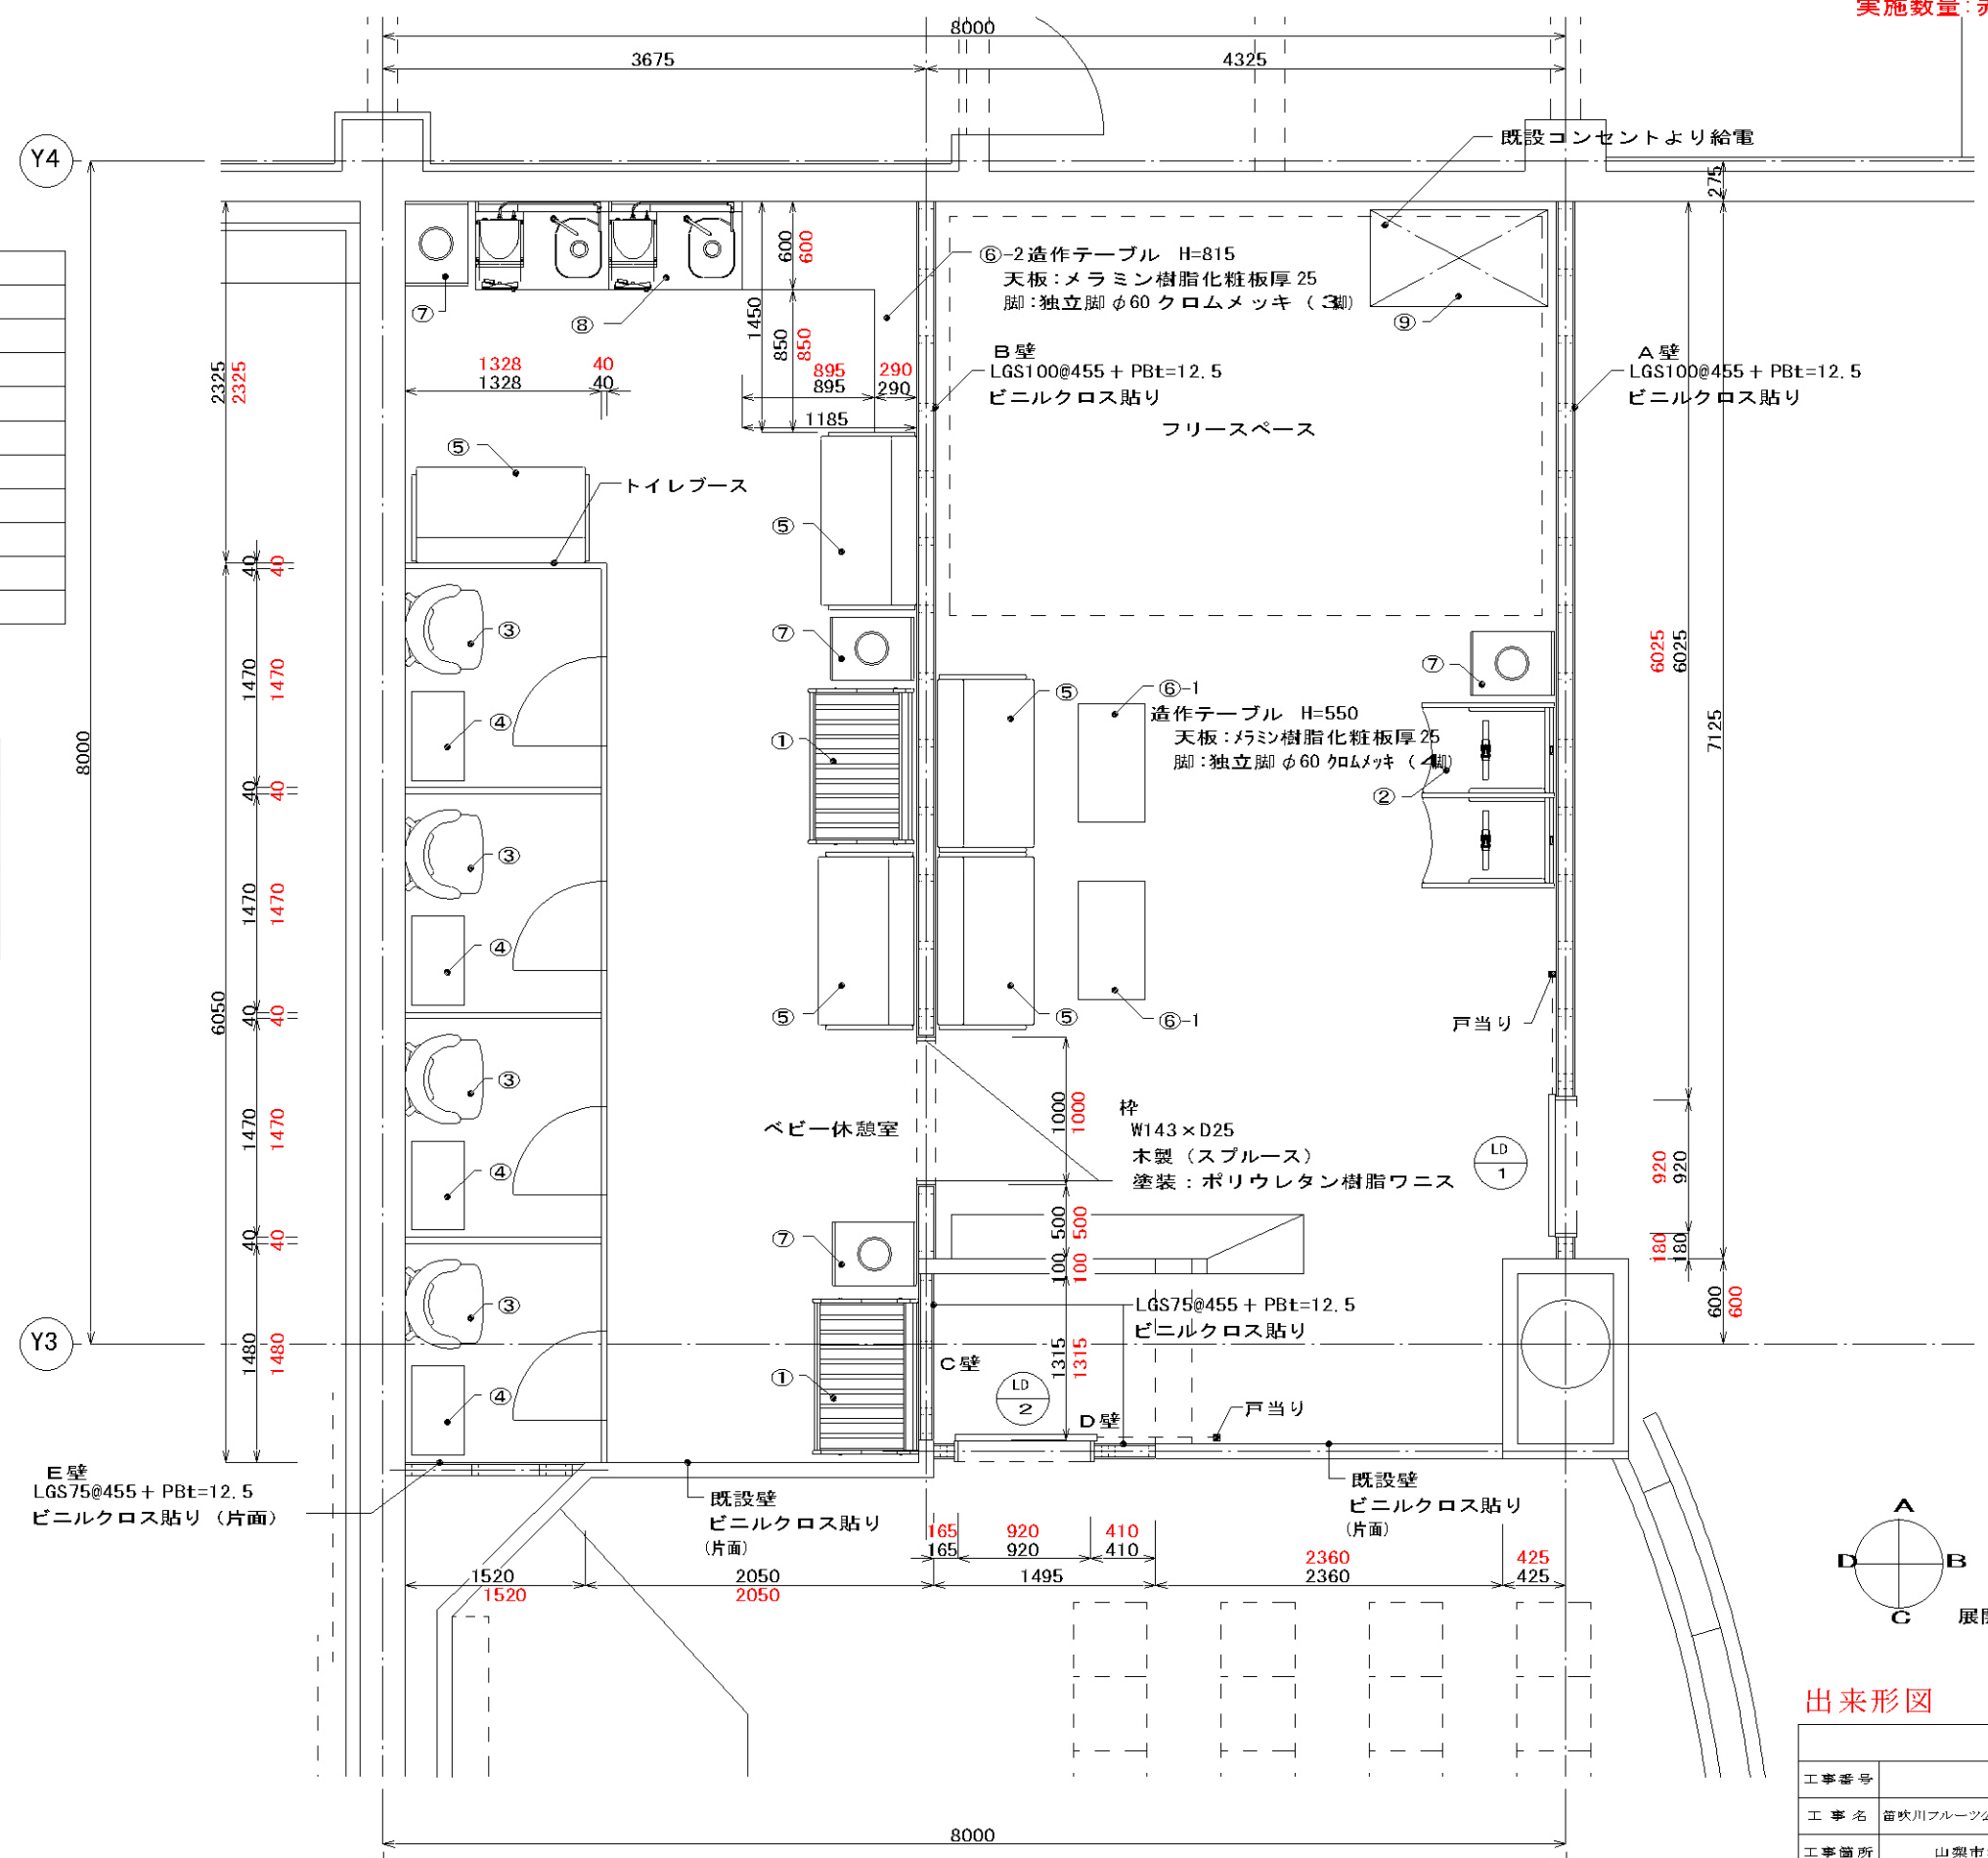 実施数量:
8000
3675
4325
Y4
既設コンセントより給電
275
600
600
⑥-2造作テーブル H=815
天板:メラミン樹脂化粧板厚25
脚:独立脚φ60クロムメッキ(3脚)
⑦
⑧
⑨
1450
850
850
2325
2325
1328
40
1328
40
895
290
895
290
1185
B壁
LGS100@455+PBt=12.5
ビニルクロス貼り
A壁
LGS100@455+PBt=12.5
ビニルクロス貼り
フリースペース
⑤
トイレブース
⑤
40
40
③
⑦
⑦
6025
6025
1470
1470
④
①
⑤
⑥-1
造作テーブル H=550
天板:メラミン樹脂化粧板厚25
脚:独立脚φ60クロムメッキ(4脚)
②
8000
7125
40
40
③
1470
1470
④
6050
40
40
⑤
⑤
⑥-1
戸当り
③
1470
1470
④
ベビー休憩室
1000
1000
枠
W143×D25
木製(スプルース)
塗装:ポリウレタン樹脂ワニス
LD
1
920
920
40
40
⑦
500
500
100
100
180
180
③
600
600
LGS75@455+PBt=12.5
ビニルクロス貼り
Y3
1480
1480
④
①
C壁
1315
1315
LD
2
D壁
戸当り
E壁
LGS75@455+PBt=12.5
ビニルクロス貼り(片面)
既設壁
ビニルクロス貼り
(片面)
既設壁
ビニルクロス貼り
(片面)
165
920
410
165
920
410
2360
425
1520
2050
1495
2360
425
1520
2050
A
D
B
C
出来形図
工事番号
工事名
笛吹川フルーツ
工事箇所
山梨市
8000